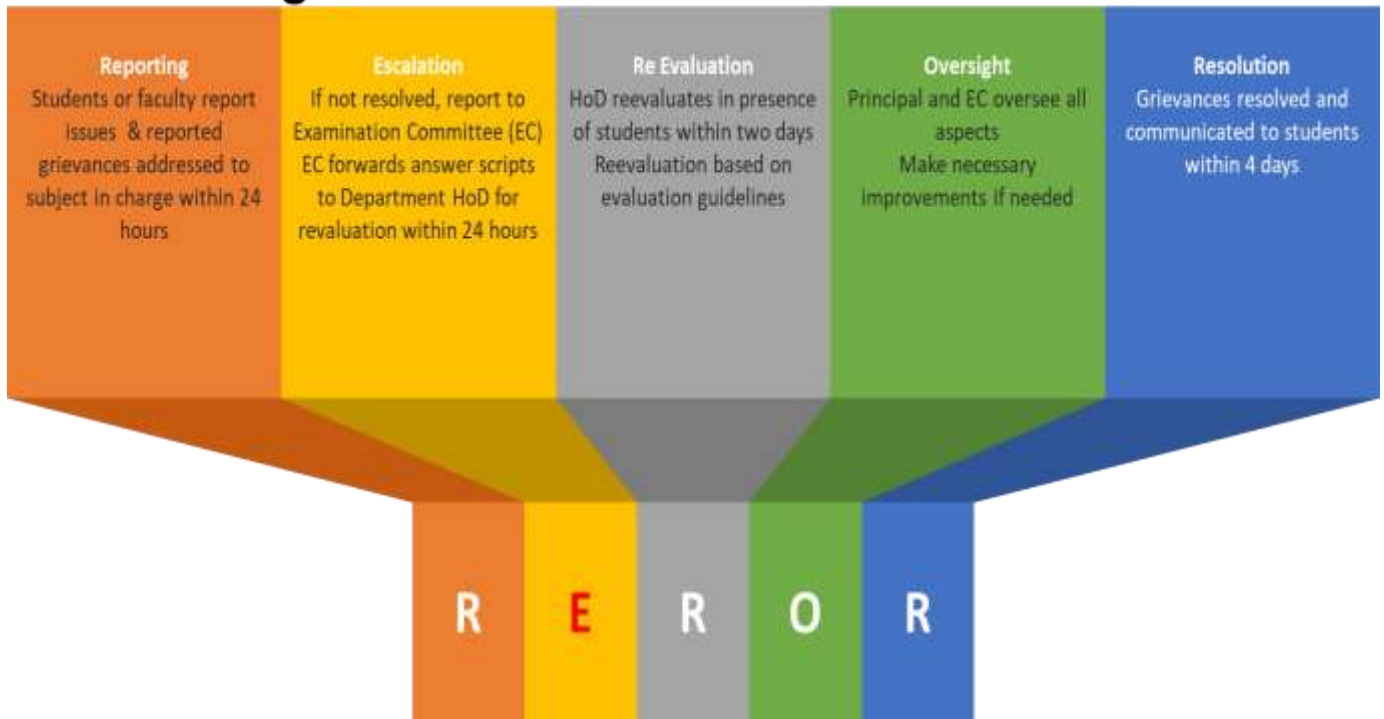 Reporting
Students or faculty report
issues & reported
grievances addressed to
subject in charge within 24
hours
Escalation
If not resolved, report to
Examination Committee (EC)
EC forwards answer scripts
to Department HoD for
revaluation within 24 hours
Re Evaluation
HoD reevaluates in presence
of students within two days
Reevaluation based on
evaluation guidelines
Oversight
Principal and EC oversee all
aspects
Make necessary
improvements if needed
Resolution
Grievances resolved and
communicated to students
within 4 days
R E R O R